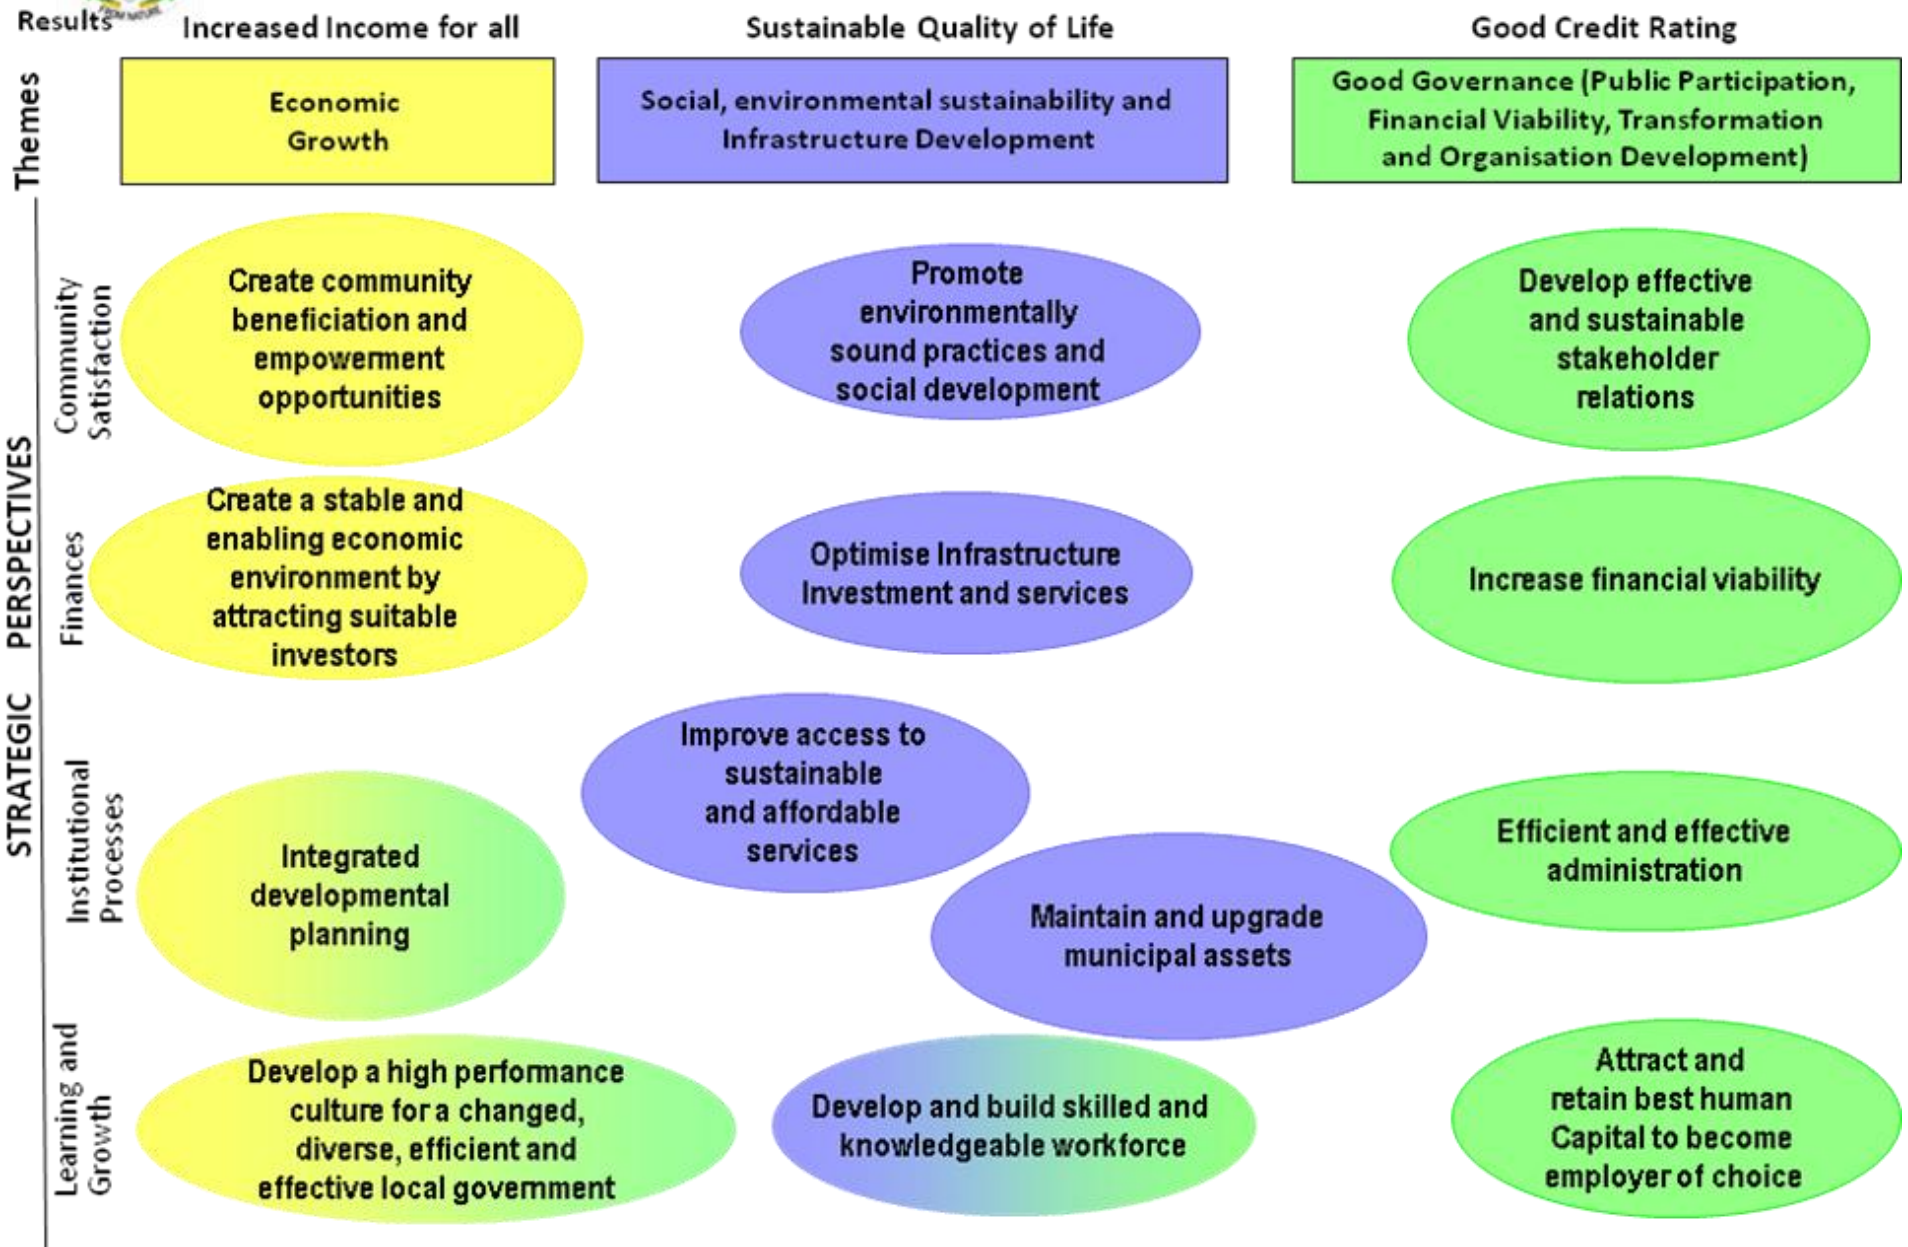 FROM NATURE
Results
Increased Income for all
Sustainable Quality of Life
Good Credit Rating
Themes
Economic
Growth
Social, environmental sustainability and
Infrastructure Development
Good Governance (Public Participation,
Financial Viability, Transformation
and Organisation Development)
STRATEGIC PERSPECTIVES
Community
Satisfaction
Create community
beneficiation and
empowerment
opportunities
Promote
environmentally
sound practices and
social development
Develop effective
and sustainable
stakeholder
relations
Finances
Create a stable and
enabling economic
environment by
attracting suitable
investors
Optimise Infrastructure
Investment and services
Increase financial viability
Institutional
Processes
Integrated
developmental
planning
Improve access to
sustainable
and affordable
services
Maintain and upgrade
municipal assets
Efficient and effective
administration
Learning and
Growth
Develop a high performance
culture for a changed,
diverse, efficient and
effective local government
Develop and build skilled and
knowledgeable workforce
Attract and
retain best human
Capital to become
employer of choice